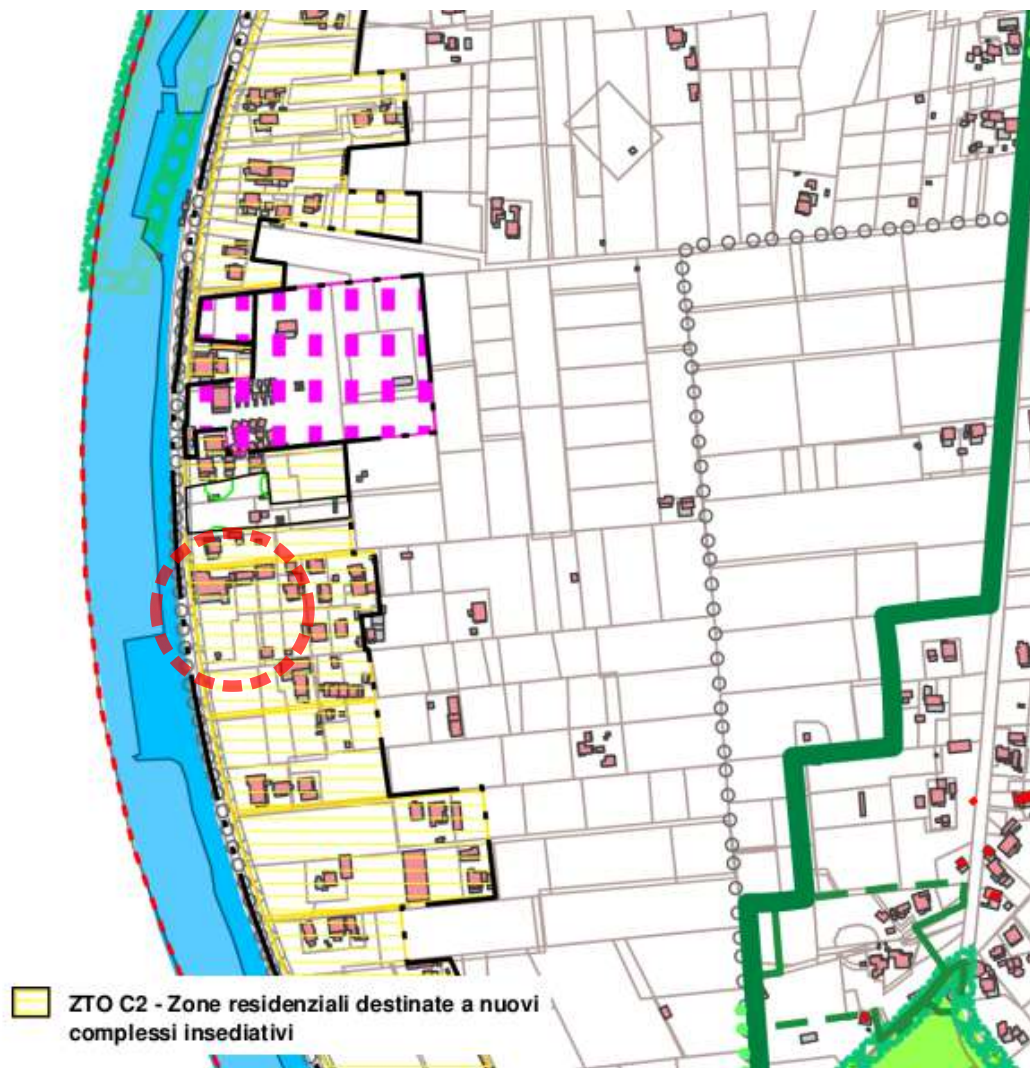 ZTO C2 - Zone residenziali destinate a nuovi
complessi insediativi